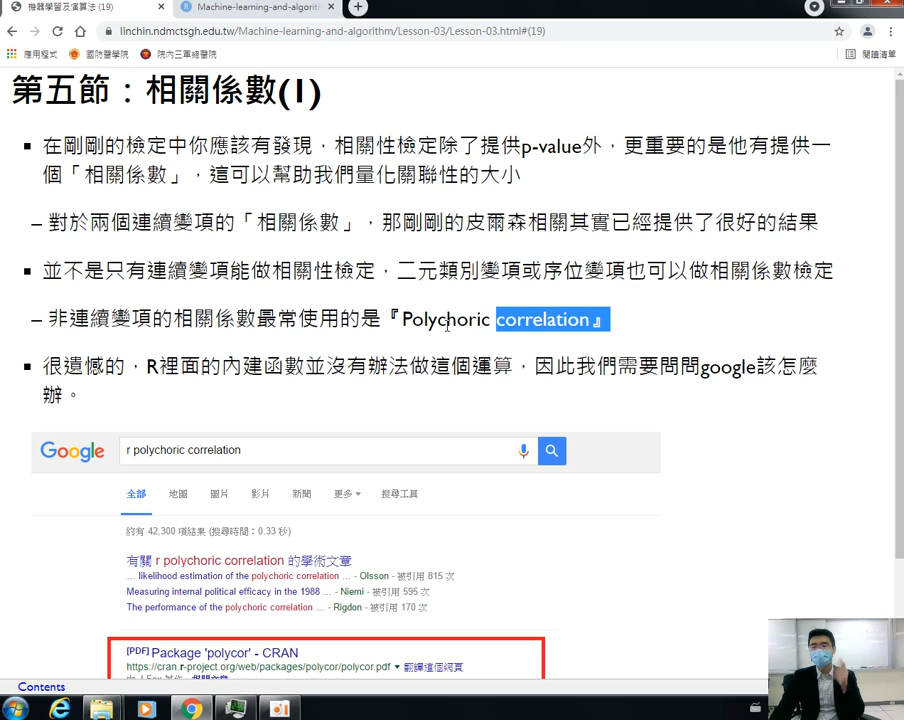 機器學習及演算法 (19)
Machine-learning-and-algorith
linchin.ndmctsgh.edu.tw/Machine-learning-and-algorithm/Lesson-03/Lesson-03.html#(19)
應用程式
國防醫學院
院內三軍總醫院
閱讀清單
第五節：相關係數(1)
在剛剛的檢定中你應該有發現，相關性檢定除了提供p-value外，更重要的是他有提供一
個「相關係數」，這可以幫助我們量化關聯性的大小
– 對於兩個連續變項的「相關係數」，那剛剛的皮爾森相關其實已經提供了很好的結果
並不是只有連續變項能做相關性檢定，二元類別變項或序位變項也可以做相關係數檢定
– 非連續變項的相關係數最常使用的是『Polychoric correlation』
很遺憾的，R裡面的內建函數並沒有辦法做這個運算，因此我們需要問問google該怎麼
辦。
Google
r polychoric correlation
全部 地圖 圖片 影片 新聞 更多 搜尋工具
約有 42,300 項結果 (搜尋時間：0.33 秒)
有關 r polychoric correlation 的學術文章
... likelihood estimation of the polychoric correlation ... - Olsson - 被引用 815 次
Measuring internal political efficacy in the 1988 ... - Niemi - 被引用 595 次
The performance of the polychoric correlation ... - Rigdon - 被引用 170 次
[PDF] Package 'polycor' - CRAN
https://cran.r-project.org/web/packages/polycor/polycor.pdf 翻譯這個網頁
Contents